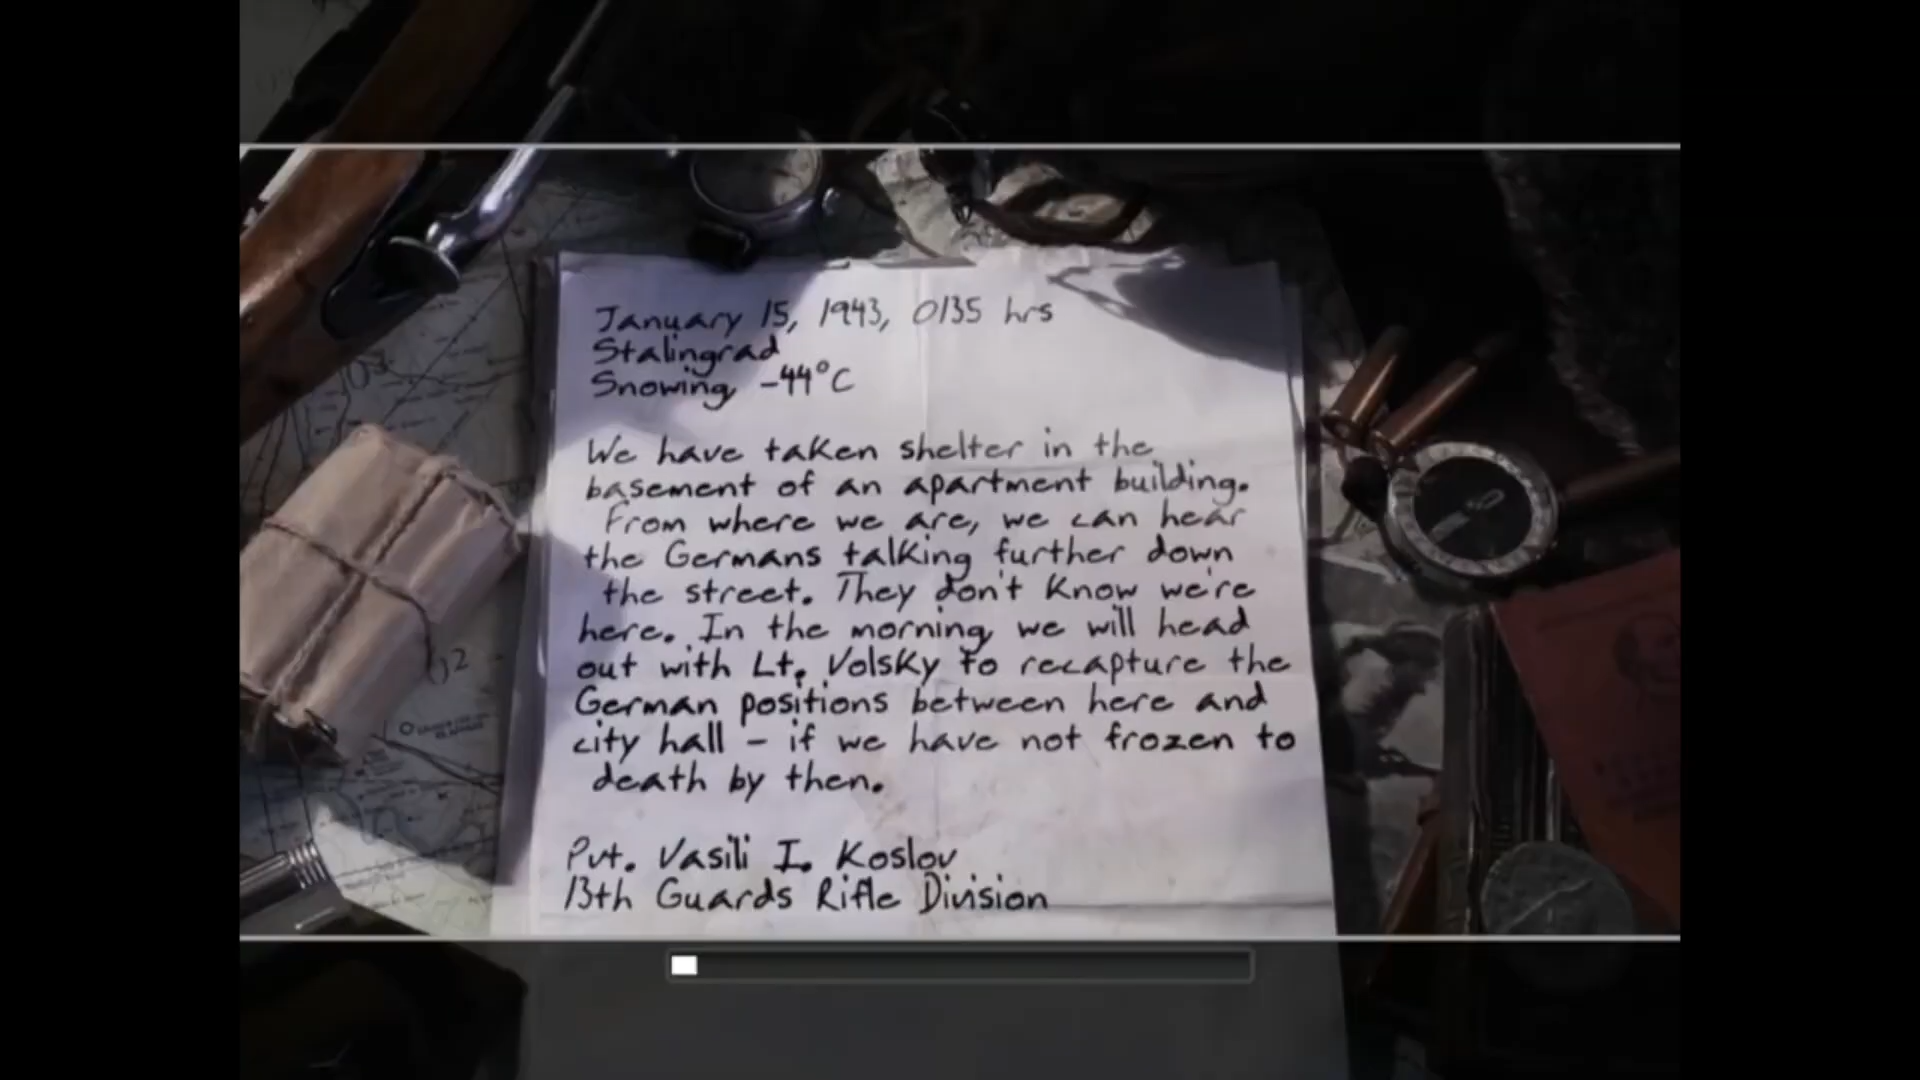 January 15, 1943, 0135 hrs
Stalingrad
Snowing -44°C
We have taken shelter in the
basement of an apartment building.
From where we are, we can hear
the Germans talking further down
the street. They don't know we're
here. In the morning we will head
out with Lt. Volsky to recapture the
German positions between here and
city hall - if we have not frozen to
death by then.
Pvt. Vasili I. Koslov
13th Guards Rifle Division